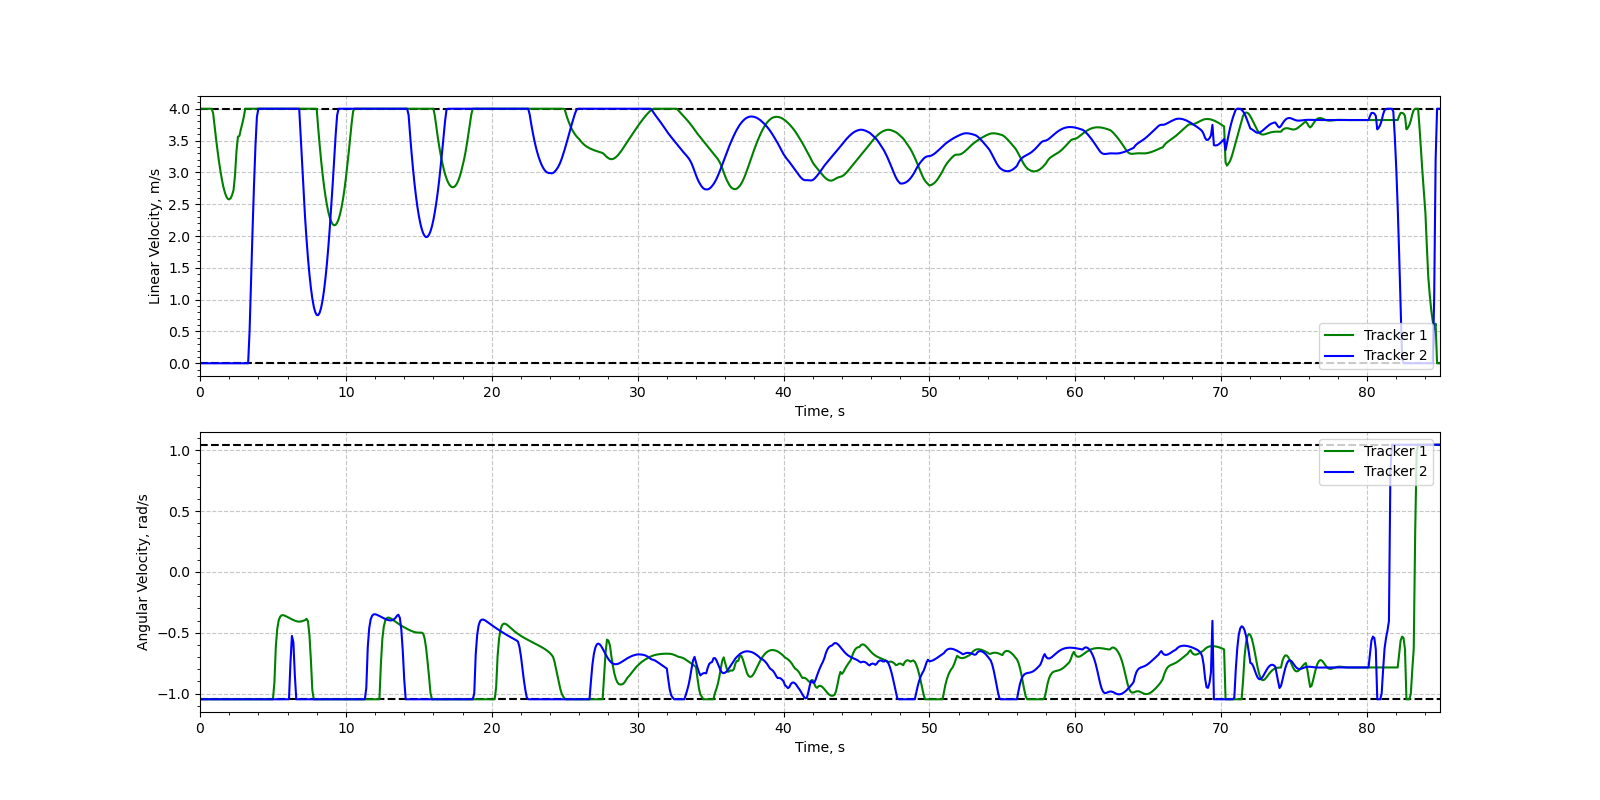 4.0
3.5
3.0
2.5
2.0
1.5
1.0
0.5
0.0
Linear Velocity, m/s
Tracker 1
Tracker 2
0 10 20 30 40 50 60 70 80
Time, s
1.0
0.5
0.0
−0.5
−1.0
Angular Velocity, rad/s
Tracker 1
Tracker 2
0 10 20 30 40 50 60 70 80
Time, s